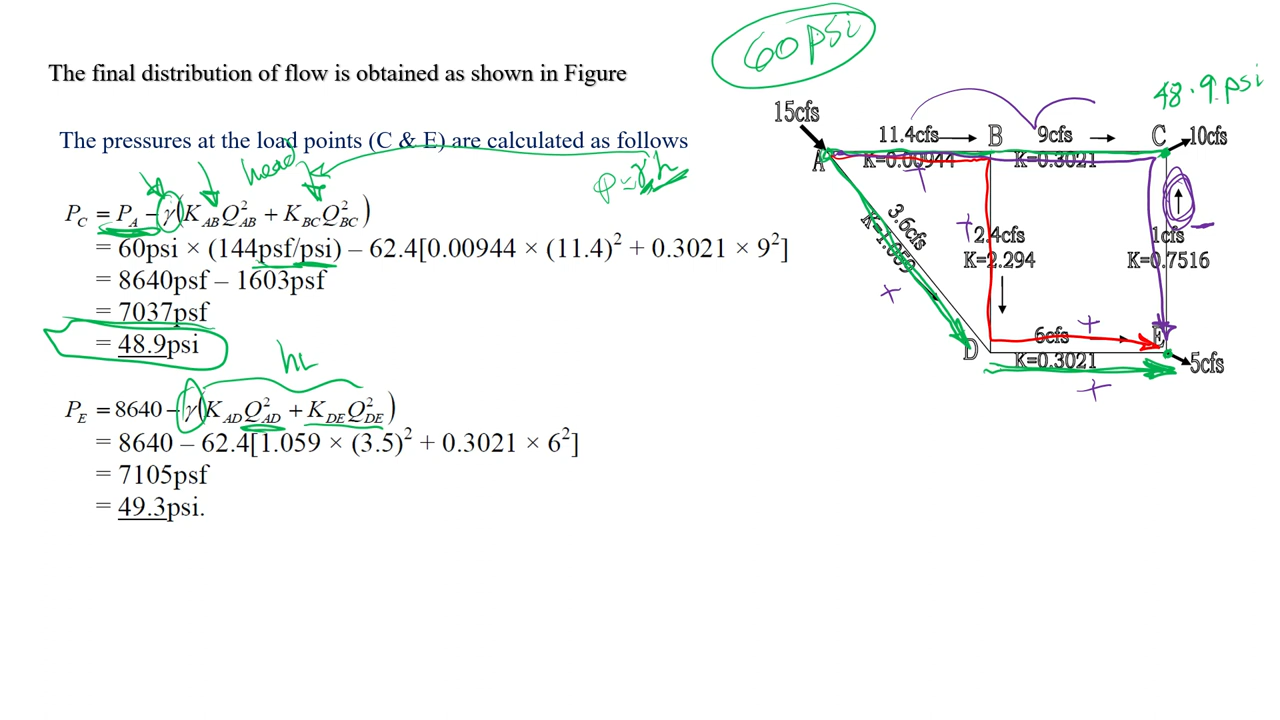 60psi
The final distribution of flow is obtained as shown in Figure
48.9 psi
15cfs
11.4cfs B 9cfs C 10cfs
The pressures at the load points (C & E) are calculated as follows
A K=0.00944 K=0.3021
head
P = γh
+
P_C = P_A − γ(K_AB Q²_AB + K_BC Q²_BC)
= 60psi × (144psf/psi) – 62.4[0.00944 × (11.4)² + 0.3021 × 9²]
= 8640psf – 1603psf
= 7037psf
= 48.9psi
3.6cfs
K=1.059
+
+ 2.4cfs
K=2.294
1cfs
K=0.7516
−
6cfs +
D E
K=0.3021 5cfs
+
hL
P_E = 8640 − γ(K_AD Q²_AD + K_DE Q²_DE)
= 8640 – 62.4[1.059 × (3.5)² + 0.3021 × 6²]
= 7105psf
= 49.3psi.